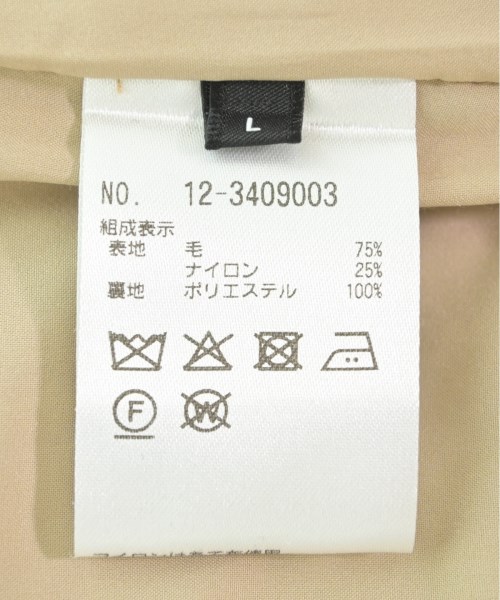 L
NO. 12-3409003
組成表示
表地 毛 75%
ナイロン 25%
裏地 ポリエステル 100%
F
W